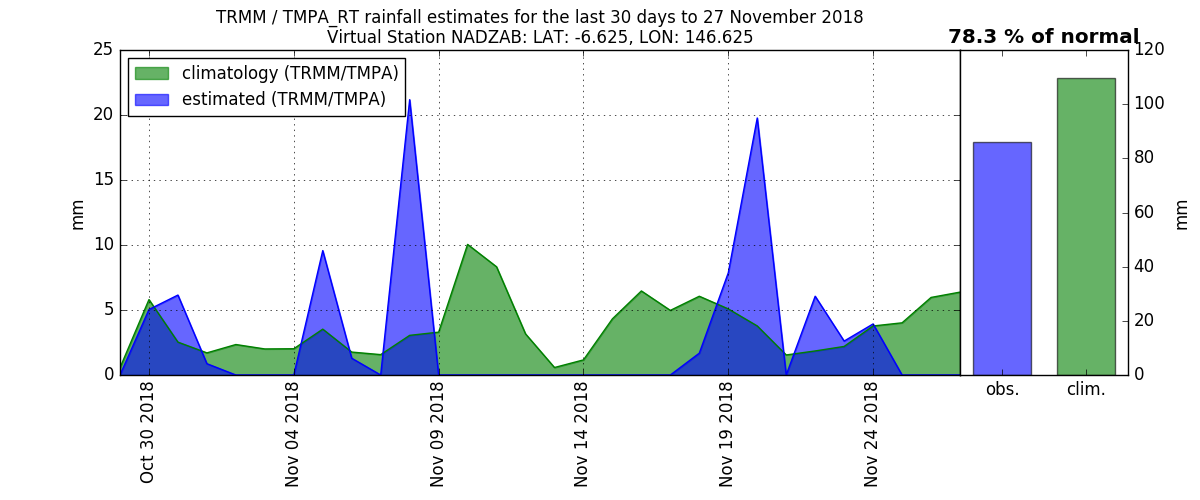 TRMM / TMPA_RT rainfall estimates for the last 30 days to 27 November 2018
Virtual Station NADZAB: LAT: -6.625, LON: 146.625
78.3 % of normal
climatology (TRMM/TMPA)
estimated (TRMM/TMPA)
mm
25
20
15
10
5
0
Oct 30 2018
Nov 04 2018
Nov 09 2018
Nov 14 2018
Nov 19 2018
Nov 24 2018
obs.
clim.
120
100
80
60
40
20
0
mm